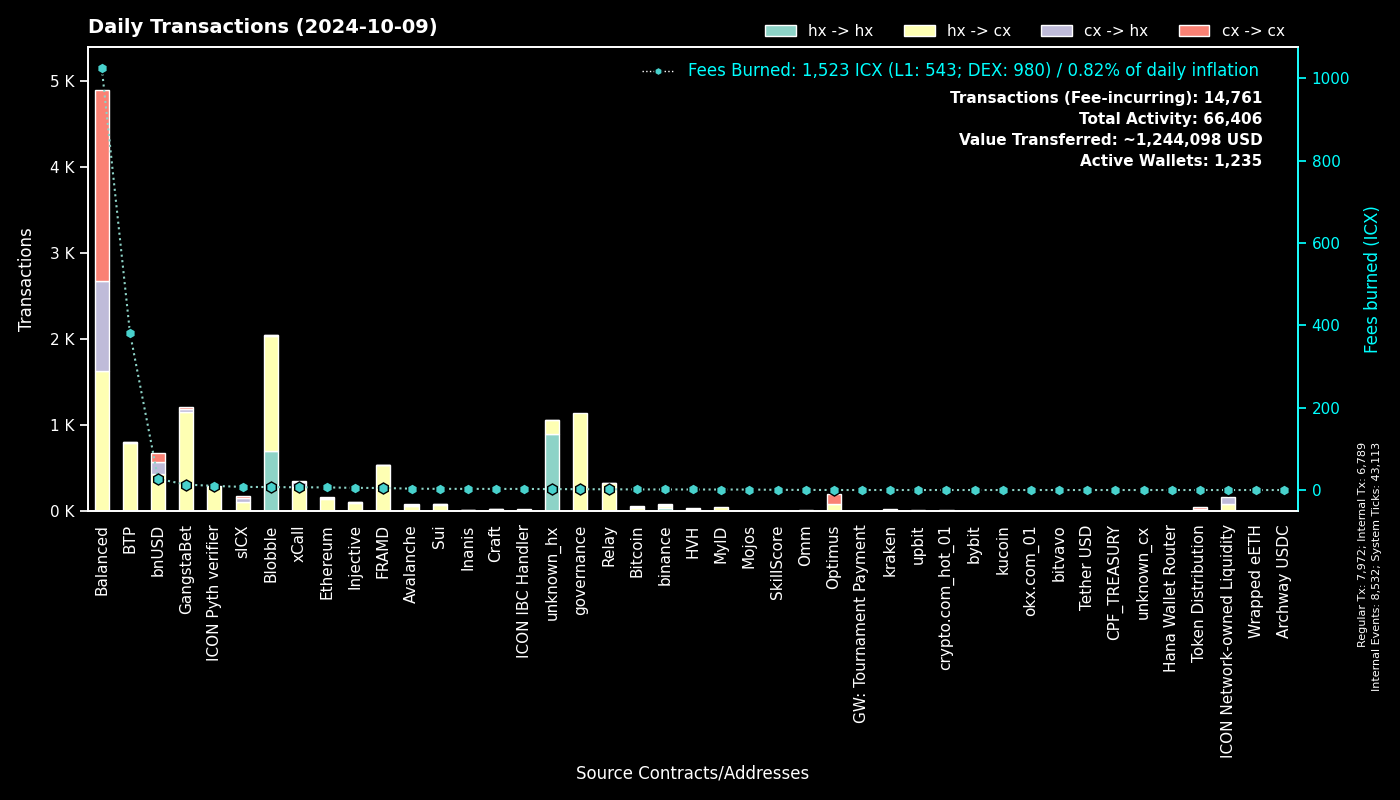 Daily Transactions (2024-10-09)
hx -> hx
hx -> cx
cx -> hx
cx -> cx
Fees Burned: 1,523 ICX (L1: 543; DEX: 980) / 0.82% of daily inflation
Transactions (Fee-incurring): 14,761
Total Activity: 66,406
Value Transferred: ~1,244,098 USD
Active Wallets: 1,235
Transactions
5 K
4 K
3 K
2 K
1 K
0 K
1000
800
600
400
200
0
Fees burned (ICX)
Regular Tx: 7,972; Internal Tx: 6,789
Internal Events: 8,532; System Ticks: 43,113
Balanced
BTP
bnUSD
GangstaBet
ICON Pyth verifier
sICX
Blobble
xCall
Ethereum
Injective
FRAMD
Avalanche
Sui
Inanis
Craft
ICON IBC Handler
unknown_hx
governance
Relay
Bitcoin
binance
HVH
MyID
Mojos
SkillScore
Omm
Optimus
GW: Tournament Payment
kraken
upbit
crypto.com_hot_01
bybit
kucoin
okx.com_01
bitvavo
Tether USD
CPF_TREASURY
unknown_cx
Hana Wallet Router
Token Distribution
ICON Network-owned Liquidity
Wrapped eETH
Archway USDC
Source Contracts/Addresses